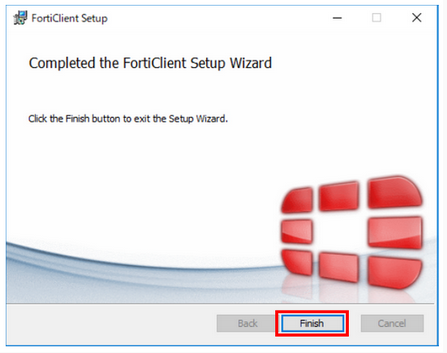 FortiClient Setup
Completed the FortiClient Setup Wizard
Click the Finish button to exit the Setup Wizard.
Back Finish Cancel